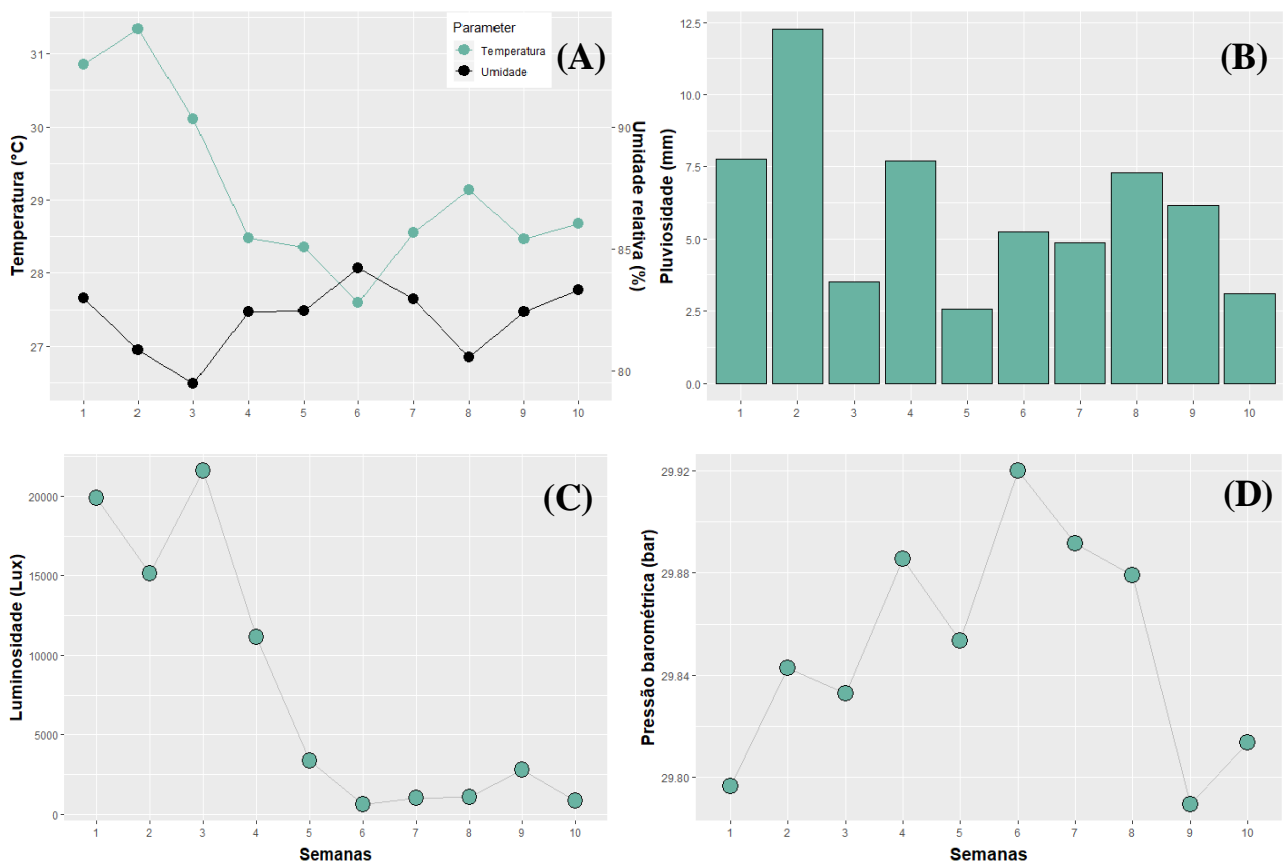 Parameter
Temperatura
Umidade
(A)
Temperatura (°C)
31
30
29
28
27
Umidade relativa (%)
90
85
80
1 2 3 4 5 6 7 8 9 10
(B)
Pluviosidade (mm)
12.5
10.0
7.5
5.0
2.5
0.0
1 2 3 4 5 6 7 8 9 10
(C)
Luminosidade (Lux)
20000
15000
10000
5000
0
1 2 3 4 5 6 7 8 9 10
Semanas
(D)
Pressão barométrica (bar)
29.92
29.88
29.84
29.80
1 2 3 4 5 6 7 8 9 10
Semanas